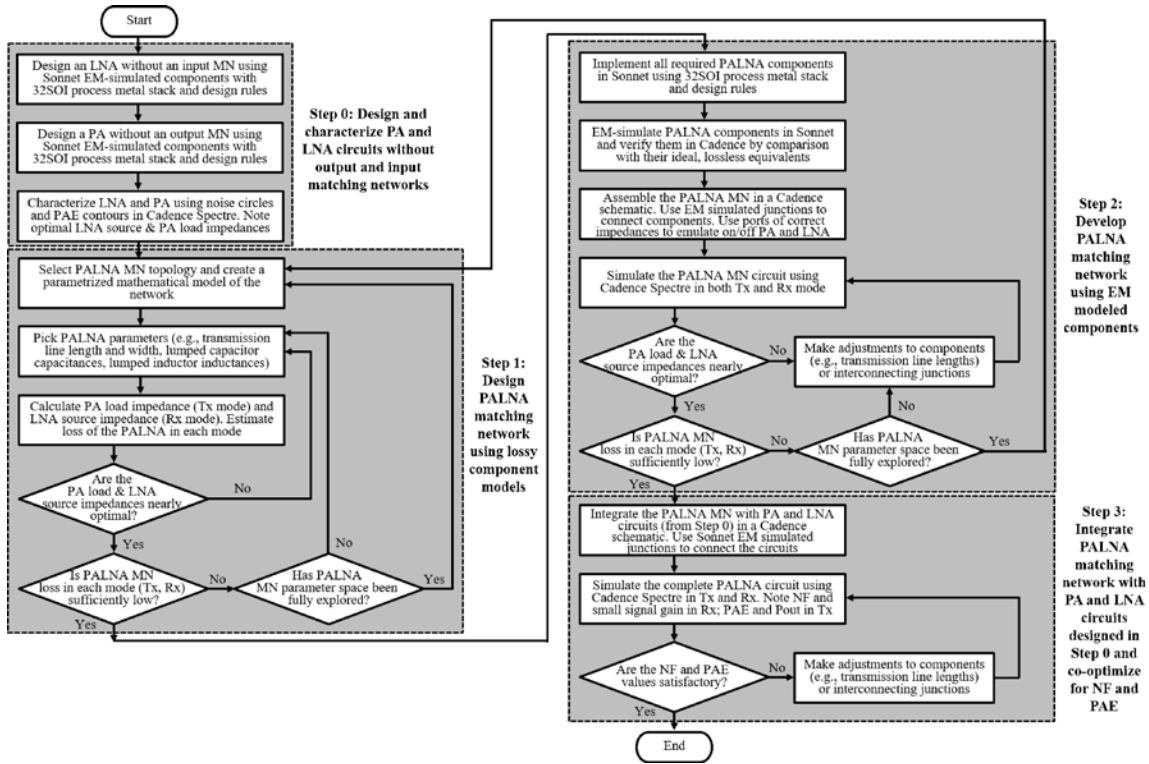 Start
Design an LNA without an input MN using
Sonnet EM-simulated components with
32SOI process metal stack and design rules
Design a PA without an output MN using
Sonnet EM-simulated components with
32SOI process metal stack and design rules
Characterize LNA and PA using noise circles
and PAE contours in Cadence Spectre. Note
optimal LNA source & PA load impedances
Step 0: Design and
characterize PA and
LNA circuits without
output and input
matching networks
Select PALNA MN topology and create a
parametrized mathematical model of the
network
Pick PALNA parameters (e.g., transmission
line length and width, lumped capacitor
capacitances, lumped inductor inductances)
Calculate PA load impedance (Tx mode) and
LNA source impedance (Rx mode). Estimate
loss of the PALNA in each mode
Are the
PA load & LNA
source impedances nearly
optimal?
No
Yes
Is PALNA MN
loss in each mode (Tx, Rx)
sufficiently low?
No
Has PALNA
MN parameter space been
fully explored?
No
Yes
Yes
Step 1:
Design
PALNA
matching
network
using lossy
component
models
Implement all required PALNA components
in Sonnet using 32SOI process metal stack
and design rules
EM-simulate PALNA components in Sonnet
and verify them in Cadence by comparison
with their ideal, lossless equivalents
Assemble the PALNA MN in a Cadence
schematic. Use EM simulated junctions to
connect components. Use ports of correct
impedances to emulate on/off PA and LNA
Simulate the PALNA MN circuit using
Cadence Spectre in both Tx and Rx mode
Are the
PA load & LNA
source impedances nearly
optimal?
No
Make adjustments to components
(e.g., transmission line lengths)
or interconnecting junctions
Yes
No
Is PALNA MN
loss in each mode (Tx, Rx)
sufficiently low?
No
Has PALNA
MN parameter space been
fully explored?
Yes
Yes
Step 2:
Develop
PALNA
matching
network
using EM
modeled
components
Integrate the PALNA MN with PA and LNA
circuits (from Step 0) in a Cadence
schematic. Use Sonnet EM simulated
junctions to connect the circuits
Simulate the complete PALNA circuit using
Cadence Spectre in Tx and Rx. Note NF and
small signal gain in Rx; PAE and Pout in Tx
Are the NF and PAE
values satisfactory?
No
Make adjustments to components
(e.g., transmission line lengths)
or interconnecting junctions
Yes
End
Step 3:
Integrate
PALNA
matching
network with
PA and LNA
circuits
designed in
Step 0 and
co-optimize
for NF and
PAE